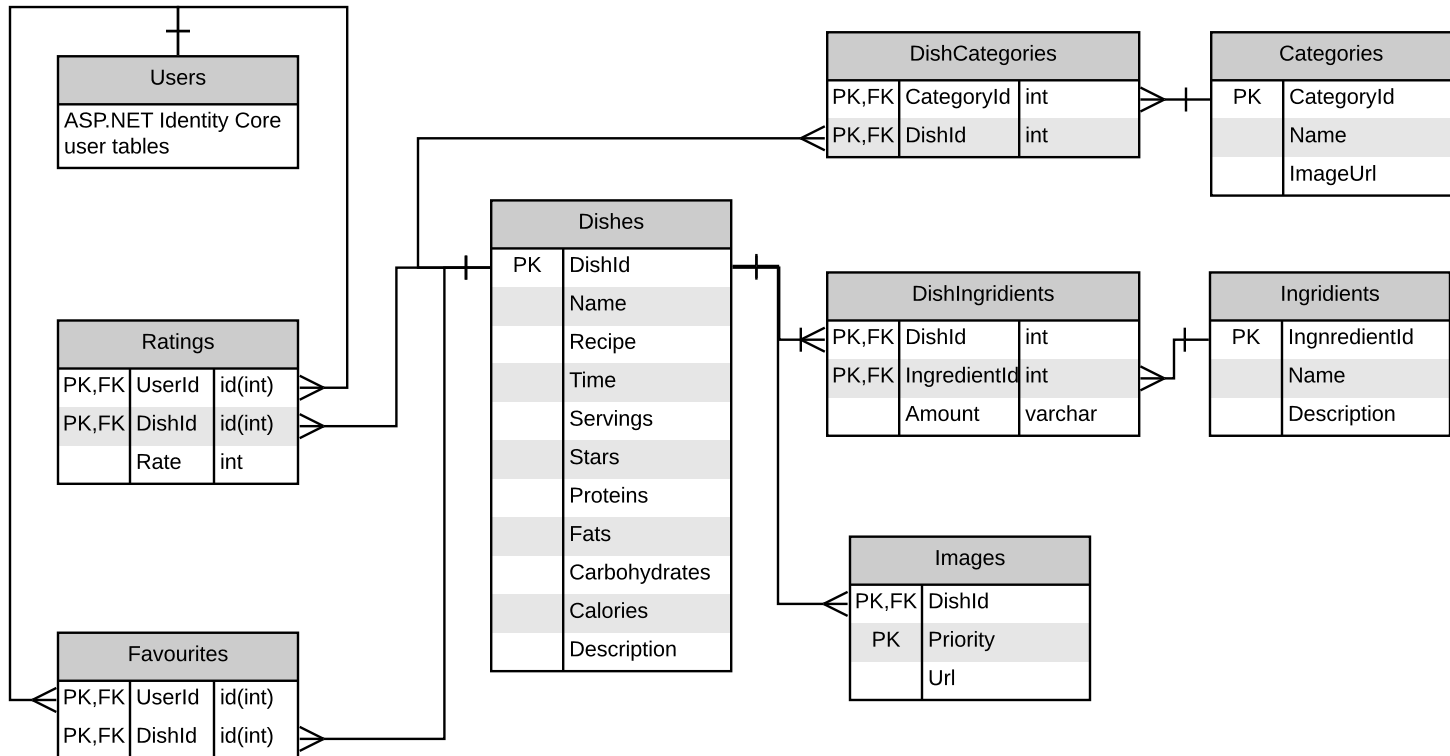 Users
ASP.NET Identity Core
user tables
Ratings
PK,FK UserId id(int)
PK,FK DishId id(int)
Rate int
Favourites
PK,FK UserId id(int)
PK,FK DishId id(int)
Dishes
PK DishId
Name
Recipe
Time
Servings
Stars
Proteins
Fats
Carbohydrates
Calories
Description
DishCategories
PK,FK CategoryId int
PK,FK DishId int
Categories
PK CategoryId
Name
ImageUrl
DishIngridients
PK,FK DishId int
PK,FK IngredientId int
Amount varchar
Ingridients
PK IngnredientId
Name
Description
Images
PK,FK DishId
PK Priority
Url